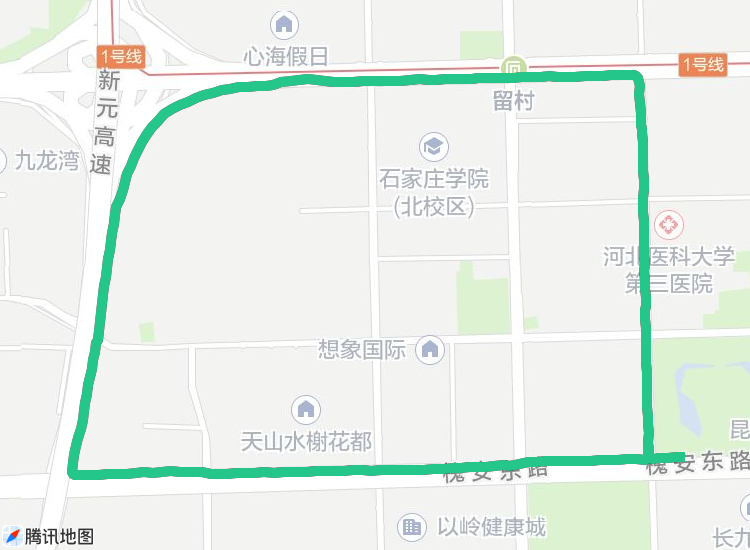 心海假日
1号线
1号线
新元高速
留村
九龙湾
石家庄学院
(北校区)
河北医科大学
第三医院
想象国际
天山水榭花都
昆
槐安东路
槐安东路
以岭健康城
长九
腾讯地图